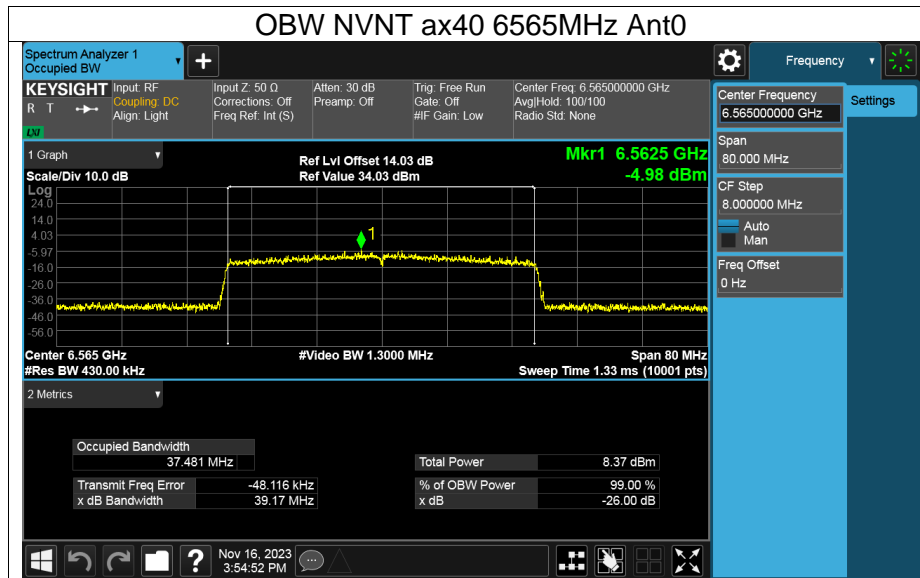 OBW NVNT ax40 6565MHz Ant0
Spectrum Analyzer 1
Occupied BW
+
Frequency
KEYSIGHT
R T
LXI
Input: RF
Coupling: DC
Align: Light
Input Z: 50 Ω
Corrections: Off
Freq Ref: Int (S)
Atten: 30 dB
Preamp: Off
Trig: Free Run
Gate: Off
#IF Gain: Low
Center Freq: 6.565000000 GHz
Avg|Hold: 100/100
Radio Std: None
Center Frequency
6.565000000 GHz
Settings
Span
80.000 MHz
CF Step
8.000000 MHz
Auto
Man
Freq Offset
0 Hz
1 Graph
Scale/Div 10.0 dB
Ref Lvl Offset 14.03 dB
Ref Value 34.03 dBm
Mkr1 6.5625 GHz
-4.98 dBm
Log
24.0
14.0
4.03
-5.97
-16.0
-26.0
-36.0
-46.0
-56.0
1
Center 6.565 GHz
#Res BW 430.00 kHz
#Video BW 1.3000 MHz
Span 80 MHz
Sweep Time 1.33 ms (10001 pts)
2 Metrics
Occupied Bandwidth
37.481 MHz
Total Power 8.37 dBm
Transmit Freq Error -48.116 kHz
% of OBW Power 99.00 %
x dB Bandwidth 39.17 MHz
x dB -26.00 dB
?
Nov 16, 2023
3:54:52 PM